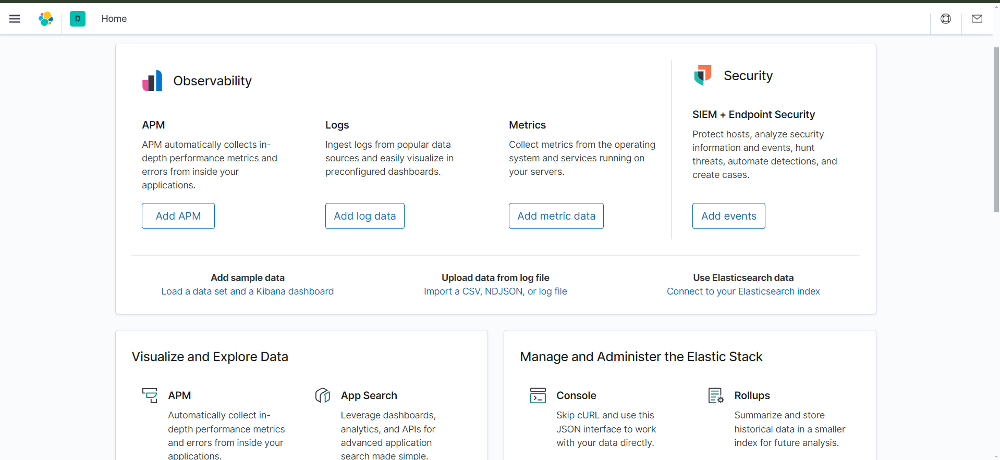 D
Home
Observability
APM
APM automatically collects in-
depth performance metrics and
errors from inside your
applications.
Add APM
Logs
Ingest logs from popular data
sources and easily visualize in
preconfigured dashboards.
Add log data
Metrics
Collect metrics from the operating
system and services running on
your servers.
Add metric data
Security
SIEM + Endpoint Security
Protect hosts, analyze security
information and events, hunt
threats, automate detections, and
create cases.
Add events
Add sample data
Load a data set and a Kibana dashboard
Upload data from log file
Import a CSV, NDJSON, or log file
Use Elasticsearch data
Connect to your Elasticsearch index
Visualize and Explore Data
APM
Automatically collect in-
depth performance metrics
and errors from inside your
applications.
App Search
Leverage dashboards,
analytics, and APIs for
advanced application
search made simple.
Manage and Administer the Elastic Stack
Console
Skip cURL and use this
JSON interface to work
with your data directly.
Rollups
Summarize and store
historical data in a smaller
index for future analysis.